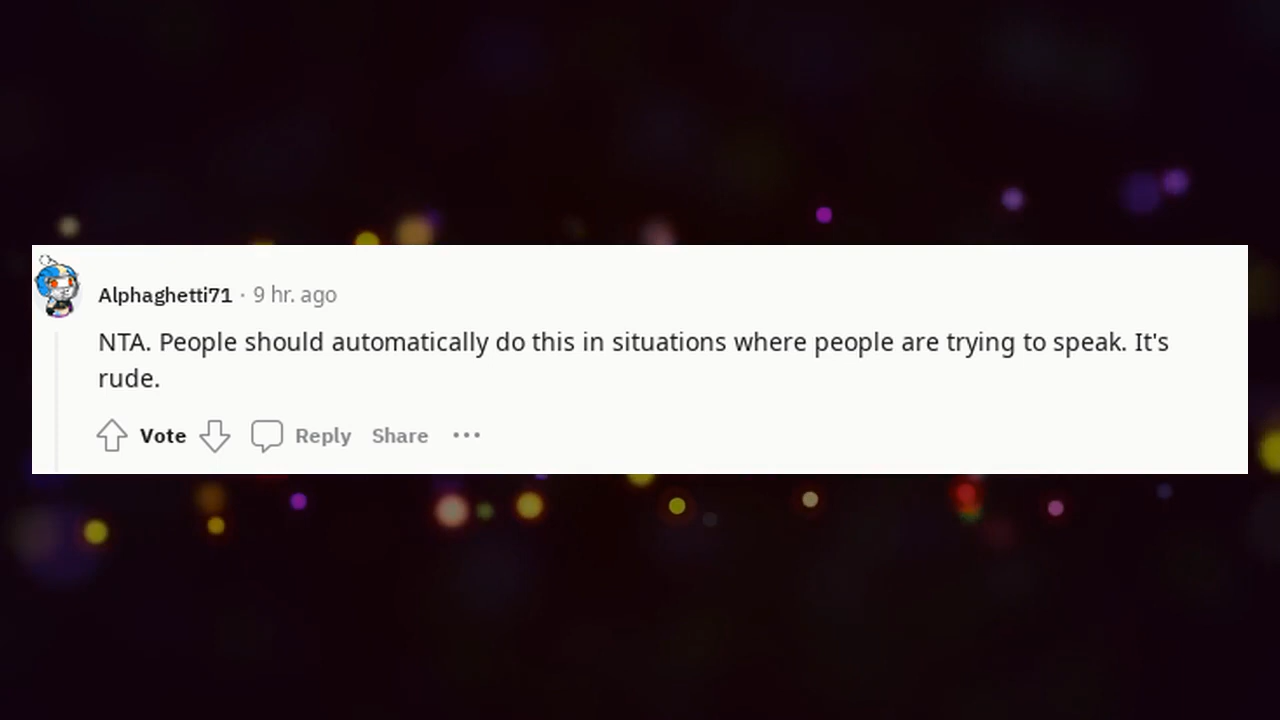 Alphaghetti71 · 9 hr. ago
NTA. People should automatically do this in situations where people are trying to speak. It's
rude.
Vote Reply Share ···